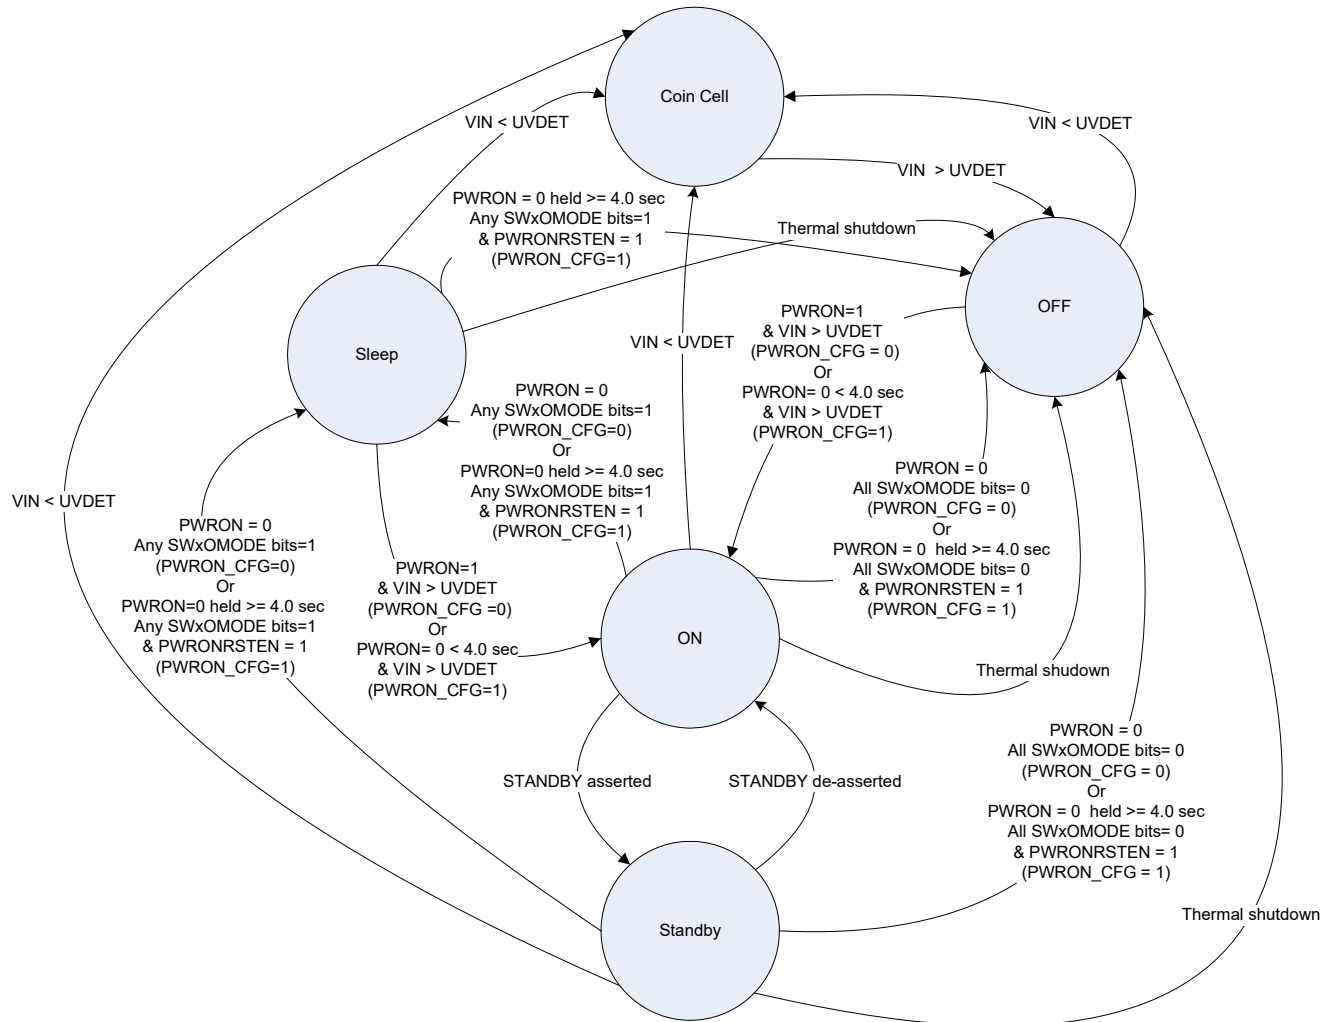 Coin Cell
VIN < UVDET
VIN < UVDET
VIN  > UVDET
PWRON = 0 held >= 4.0 sec
Any SWxOMODE bits=1
& PWRONRSTEN = 1
(PWRON_CFG=1)
Thermal shutdown
OFF
Sleep
VIN < UVDET
PWRON=1
& VIN > UVDET
(PWRON_CFG = 0)
Or
PWRON= 0 < 4.0 sec
& VIN > UVDET
(PWRON_CFG=1)
PWRON = 0
Any SWxOMODE bits=1
(PWRON_CFG=0)
Or
PWRON=0 held >= 4.0 sec
Any SWxOMODE bits=1
& PWRONRSTEN = 1
(PWRON_CFG=1)
PWRON = 0
All SWxOMODE bits= 0
(PWRON_CFG = 0)
Or
PWRON = 0  held >= 4.0 sec
All SWxOMODE bits= 0
& PWRONRSTEN = 1
(PWRON_CFG = 1)
VIN < UVDET
PWRON = 0
Any SWxOMODE bits=1
(PWRON_CFG=0)
Or
PWRON=0 held >= 4.0 sec
Any SWxOMODE bits=1
& PWRONRSTEN = 1
(PWRON_CFG=1)
PWRON=1
& VIN > UVDET
(PWRON_CFG =0)
Or
PWRON= 0 < 4.0 sec
& VIN > UVDET
(PWRON_CFG=1)
ON
Thermal shudown
STANDBY asserted
STANDBY de-asserted
PWRON = 0
All SWxOMODE bits= 0
(PWRON_CFG = 0)
Or
PWRON = 0  held >= 4.0 sec
All SWxOMODE bits= 0
& PWRONRSTEN = 1
(PWRON_CFG = 1)
Standby
Thermal shutdown